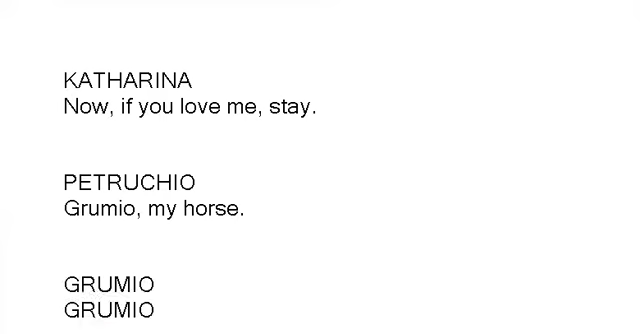 KATHARINA
Now, if you love me, stay.
PETRUCHIO
Grumio, my horse.
GRUMIO
GRUMIO